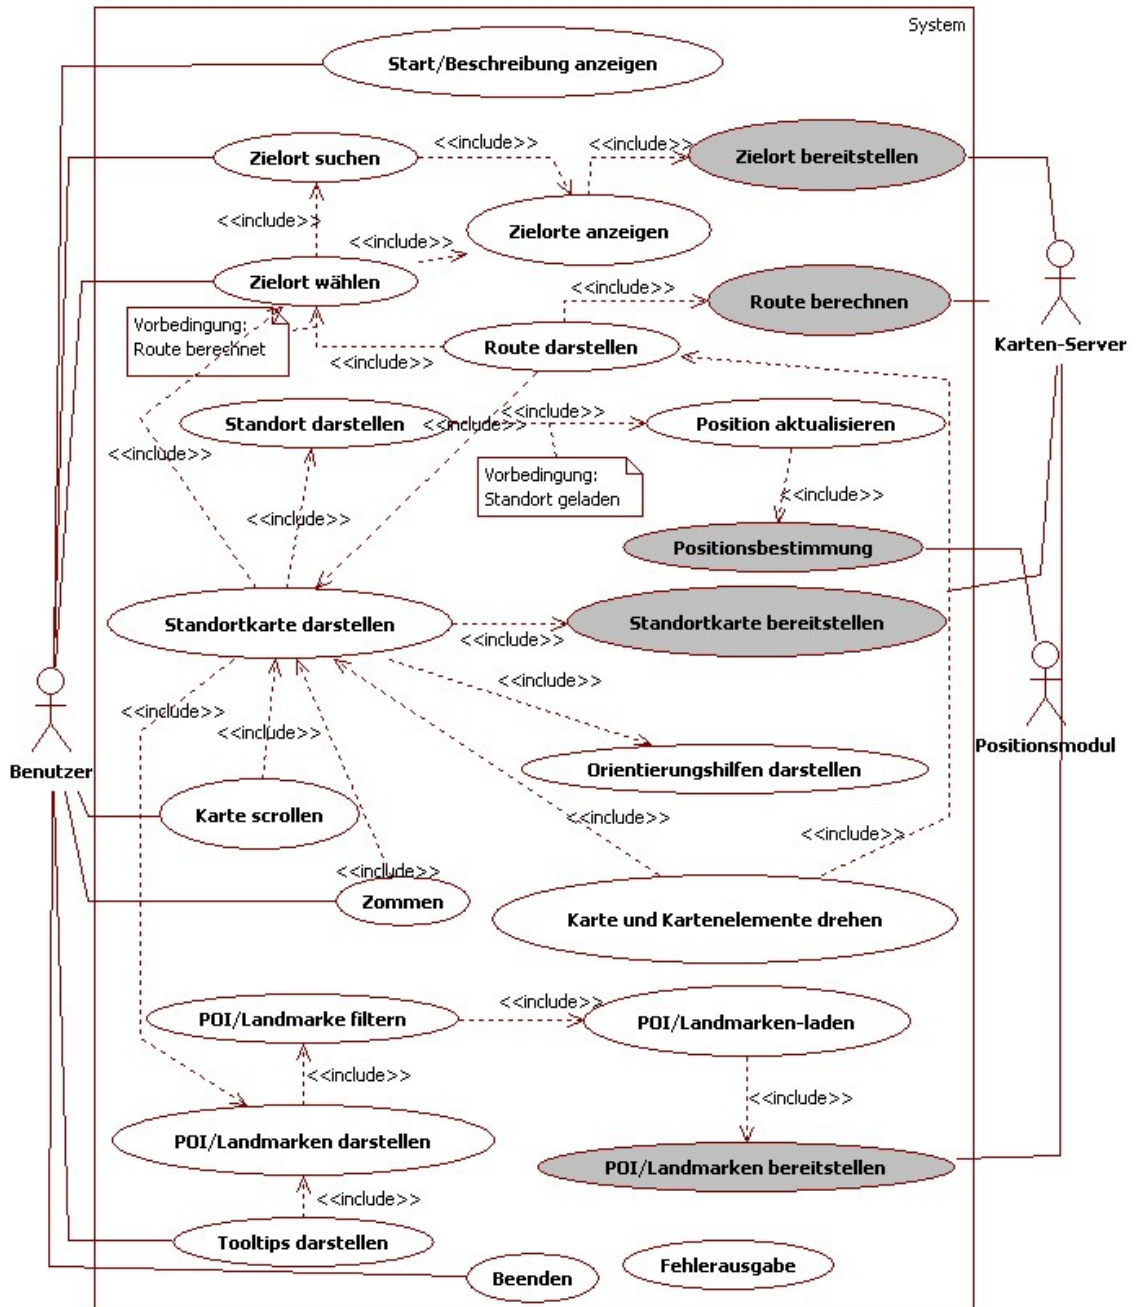 System
Start/Beschreibung anzeigen
<<include>>
<<include>>
Zielort bereitstellen
Zielort suchen
<<include>>
Zielorte anzeigen
<<include>>
Zielort wählen
<<include>>
Route berechnen
Vorbedingung:
Route berechnet
Karten-Server
Route darstellen
<<include>>
<<include>>
Standort darstellen
<<include>>
Position aktualisieren
<<include>>
Vorbedingung:
Standort geladen
<<include>>
<<include>>
Positionsbestimmung
Standortkarte darstellen
Standortkarte bereitstellen
<<include>>
<<include>>
<<include>>
<<include>>
Positionsmodul
Benutzer
Orientierungshilfen darstellen
Karte scrollen
<<include>>
<<include>>
<<include>>
Zommen
Karte und Kartenelemente drehen
<<include>>
POI/Landmarke filtern
POI/Landmarken-laden
<<include>>
<<include>>
POI/Landmarken darstellen
POI/Landmarken bereitstellen
<<include>>
Tooltips darstellen
Fehlerausgabe
Beenden